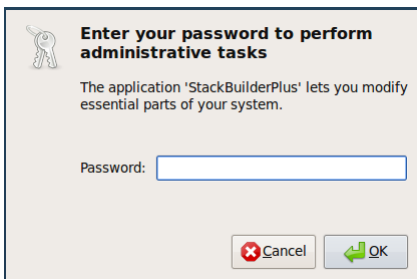 Enter your password to perform
administrative tasks
The application 'StackBuilderPlus' lets you modify
essential parts of your system.
Password:
Cancel
OK